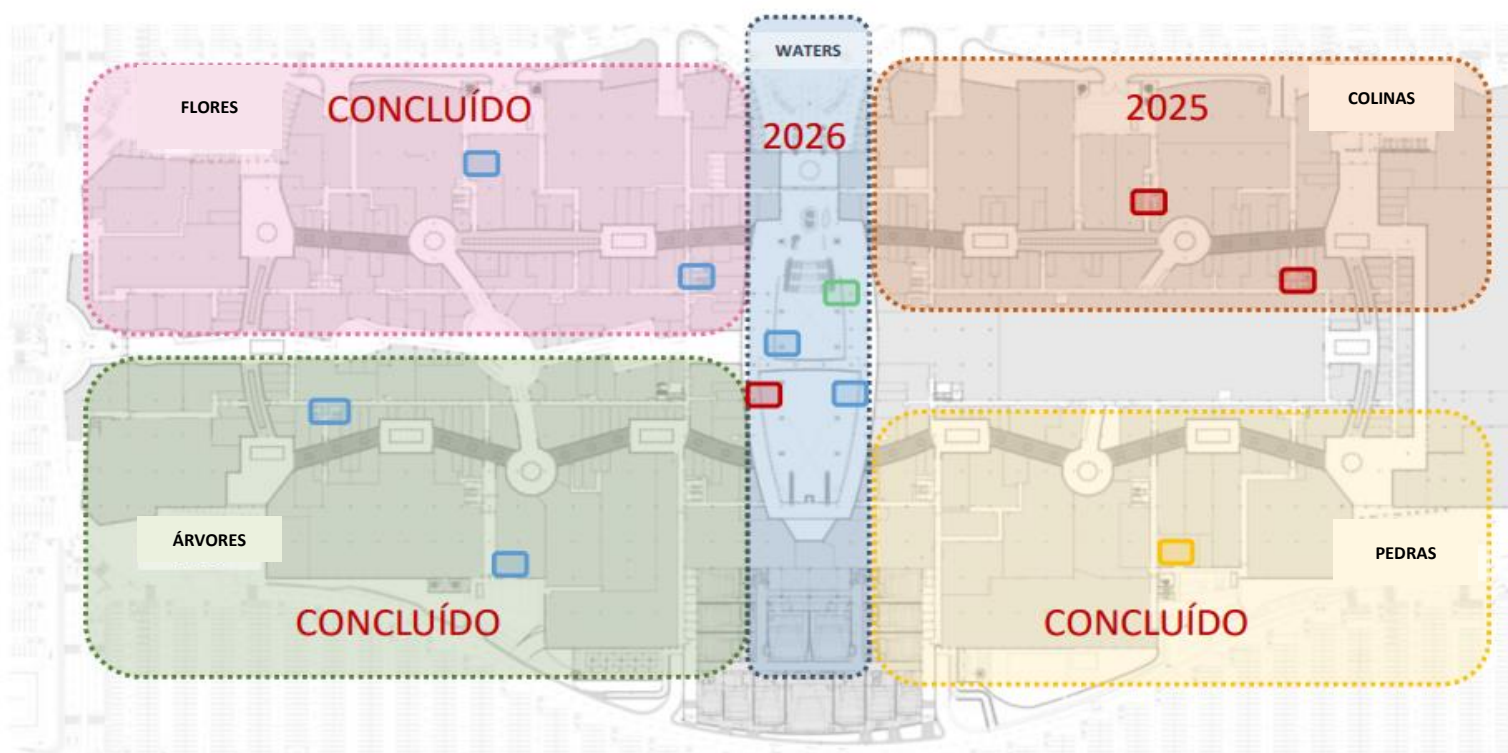 WATERS
FLORES
CONCLUÍDO
2026
2025
COLINAS
ÁRVORES
CONCLUÍDO
PEDRAS
CONCLUÍDO